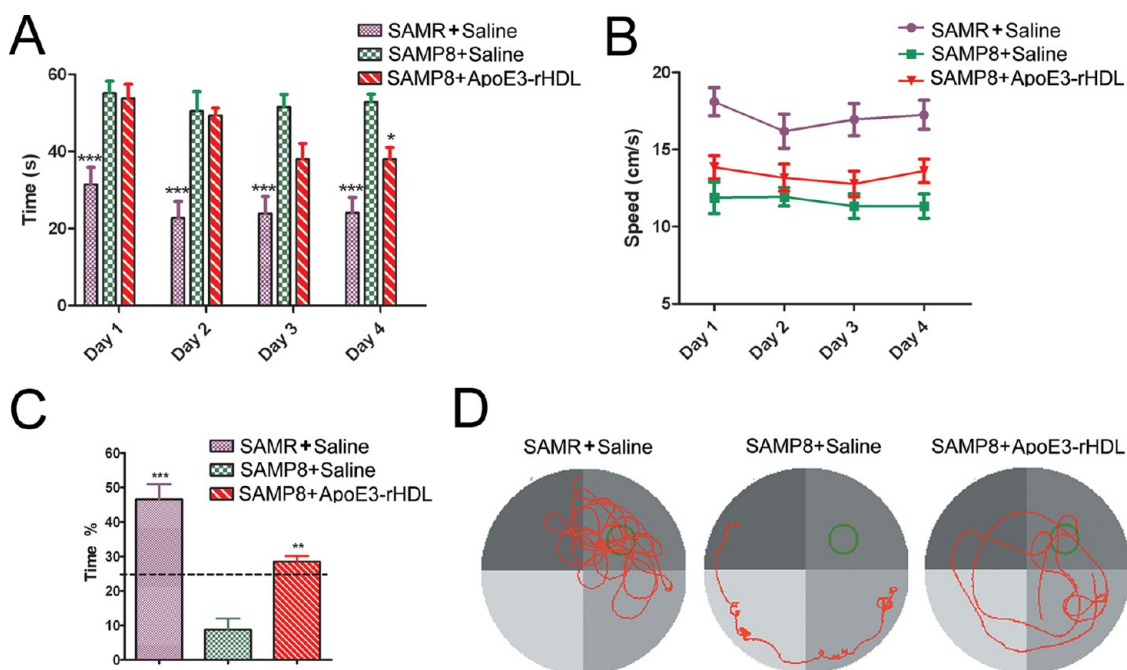 A
SAMR+Saline
SAMP8+Saline
SAMP8+ApoE3-rHDL
Time (s)
60
40
20
0
***
***
***
***
*
Day 1
Day 2
Day 3
Day 4
B
SAMR+Saline
SAMP8+Saline
SAMP8+ApoE3-rHDL
Speed (cm/s)
20
15
10
5
Day 1
Day 2
Day 3
Day 4
C
SAMR+Saline
SAMP8+Saline
SAMP8+ApoE3-rHDL
Time %
60
50
40
30
20
10
0
***
**
D
SAMR+Saline
SAMP8+Saline
SAMP8+ApoE3-rHDL